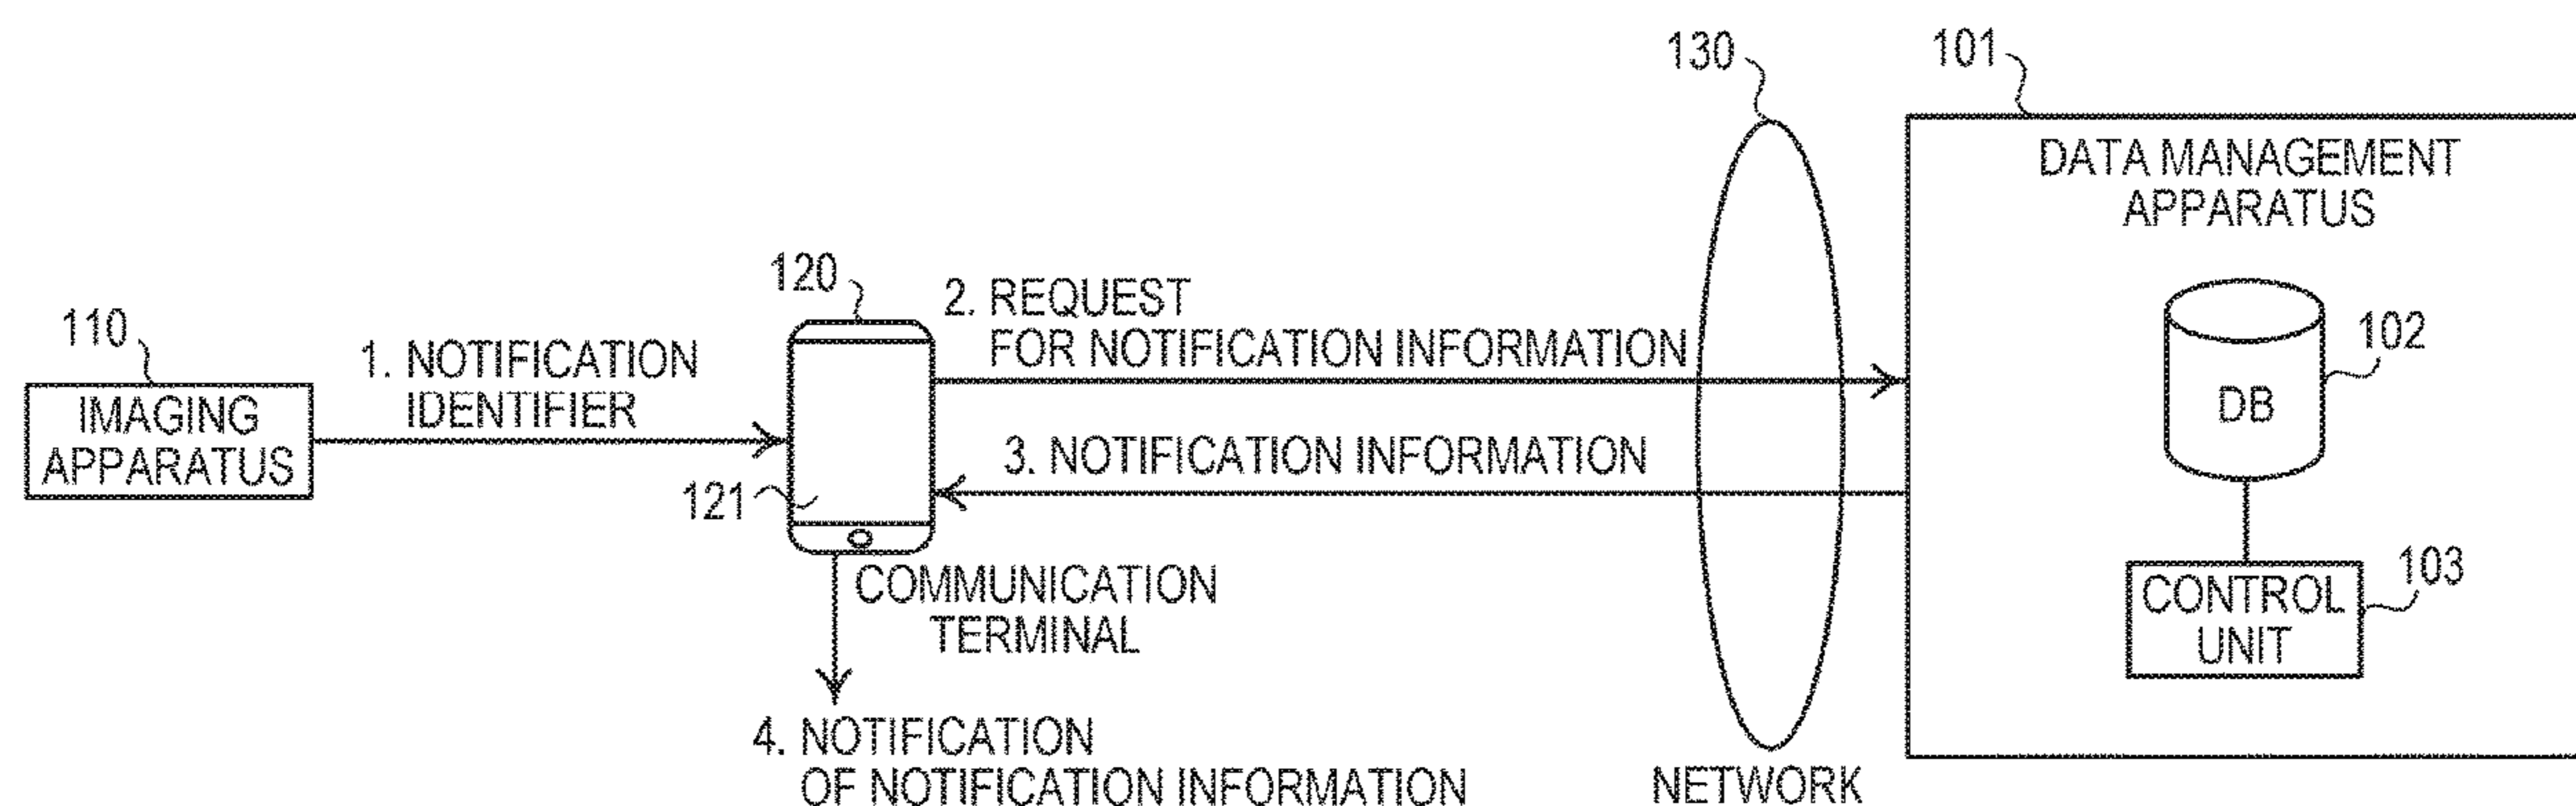 130
101
DATA MANAGEMENT
APPARATUS
120
2. REQUEST
FOR NOTIFICATION INFORMATION
110
1. NOTIFICATION
IDENTIFIER
102
IMAGING
APPARATUS
DB
3. NOTIFICATION INFORMATION
121
103
COMMUNICATION
TERMINAL
CONTROL
UNIT
4. NOTIFICATION
OF NOTIFICATION INFORMATION
NETWORK